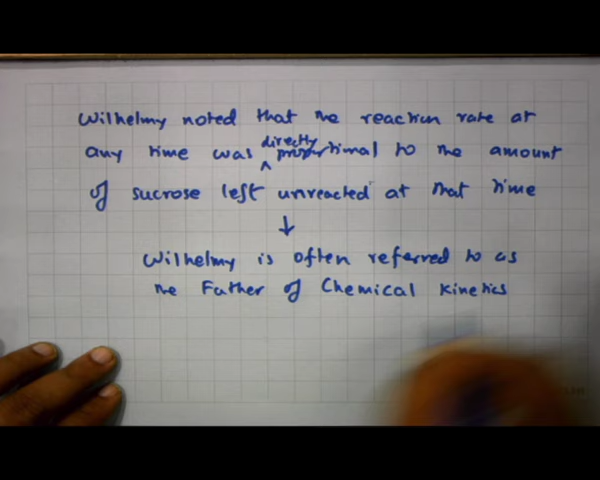 Wilhelmy noted that the reaction rate at
any time was directly proportional to the amount
of sucrose left unreacted at that time
↓
Wilhelmy is often referred to as
the Father of Chemical Kinetics